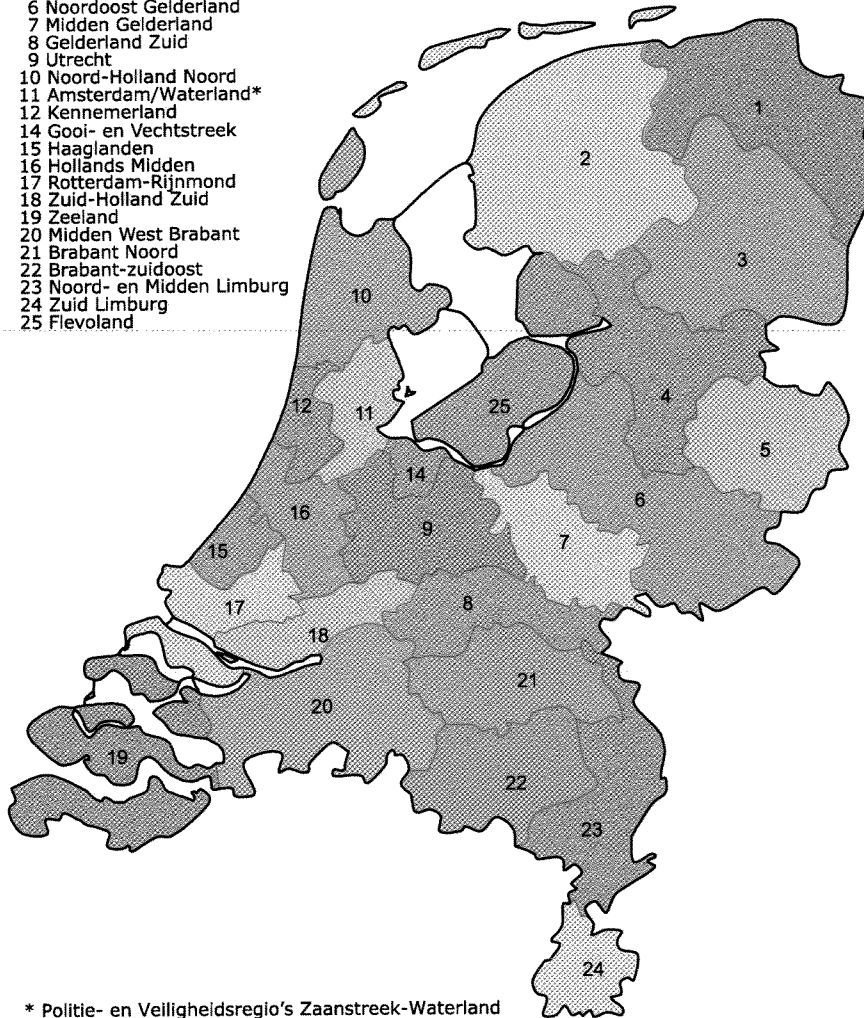 6 Noordoost Gelderland
7 Midden Gelderland
8 Gelderland Zuid
9 Utrecht
10 Noord-Holland Noord
11 Amsterdam/Waterland*
12 Kennemerland
14 Gooi- en Vechtstreek
15 Haaglanden
16 Hollands Midden
17 Rotterdam-Rijnmond
18 Zuid-Holland Zuid
19 Zeeland
20 Midden West Brabant
21 Brabant Noord
22 Brabant-zuidoost
23 Noord- en Midden Limburg
24 Zuid Limburg
25 Flevoland
1
2
3
10
4
12
11
25
5
14
16
6
9
7
15
17
8
18
21
20
19
22
23
24
* Politie- en Veiligheidsregio's Zaanstreek-Waterland